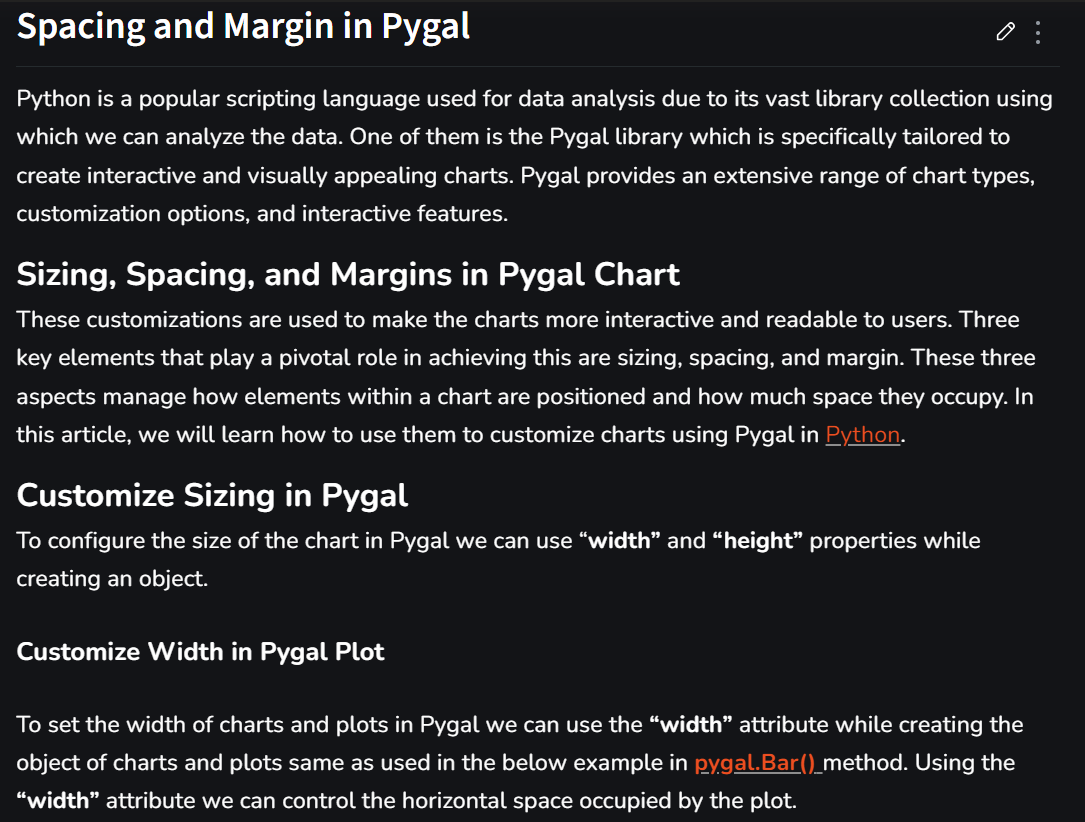 Spacing and Margin in Pygal
Python is a popular scripting language used for data analysis due to its vast library collection using
which we can analyze the data. One of them is the Pygal library which is specifically tailored to
create interactive and visually appealing charts. Pygal provides an extensive range of chart types,
customization options, and interactive features.
Sizing, Spacing, and Margins in Pygal Chart
These customizations are used to make the charts more interactive and readable to users. Three
key elements that play a pivotal role in achieving this are sizing, spacing, and margin. These three
aspects manage how elements within a chart are positioned and how much space they occupy. In
this article, we will learn how to use them to customize charts using Pygal in Python.
Customize Sizing in Pygal
To configure the size of the chart in Pygal we can use “width” and “height” properties while
creating an object.
Customize Width in Pygal Plot
To set the width of charts and plots in Pygal we can use the “width” attribute while creating the
object of charts and plots same as used in the below example in pygal.Bar() method. Using the
“width” attribute we can control the horizontal space occupied by the plot.